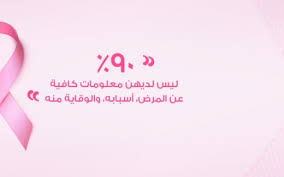 » ٩٠٪
ليس لديهن معلومات كافية
عن المرض، أسبابه، والوقاية منه «